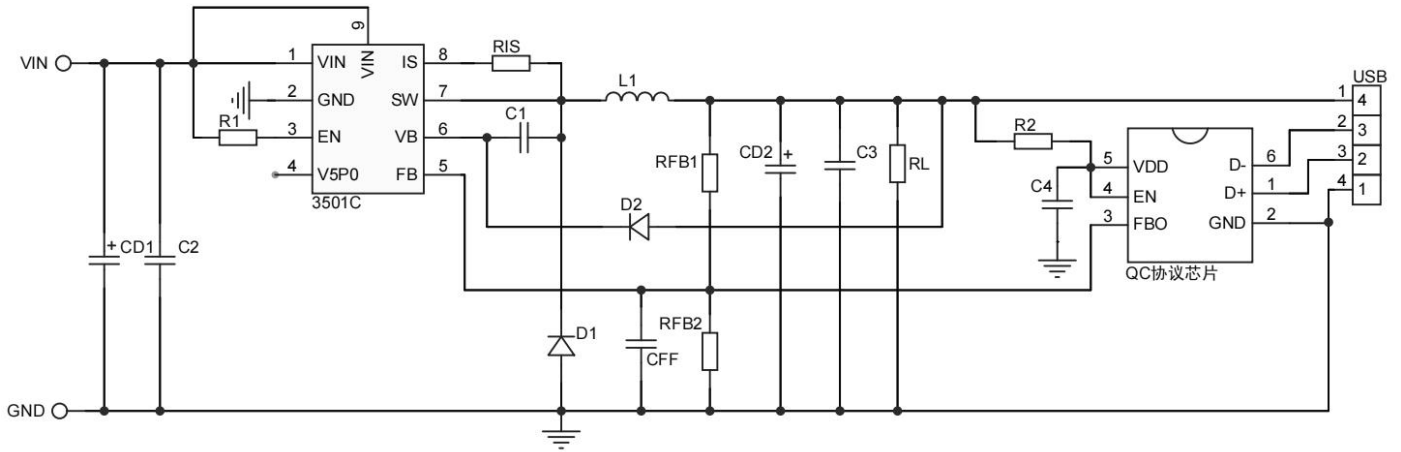 9
VIN
1
VIN
VIN
IS
8
RIS
2
GND
SW
7
L1
R1
3
EN
VB
6
C1
4
V5P0
FB
5
3501C
RFB1
CD2
+
C3
RL
R2
C4
5
VDD
D-
6
4
EN
D+
1
3
FBO
GND
2
QC协议芯片
USB
1
4
2
3
3
2
4
1
D2
+
CD1
C2
RFB2
D1
CFF
GND